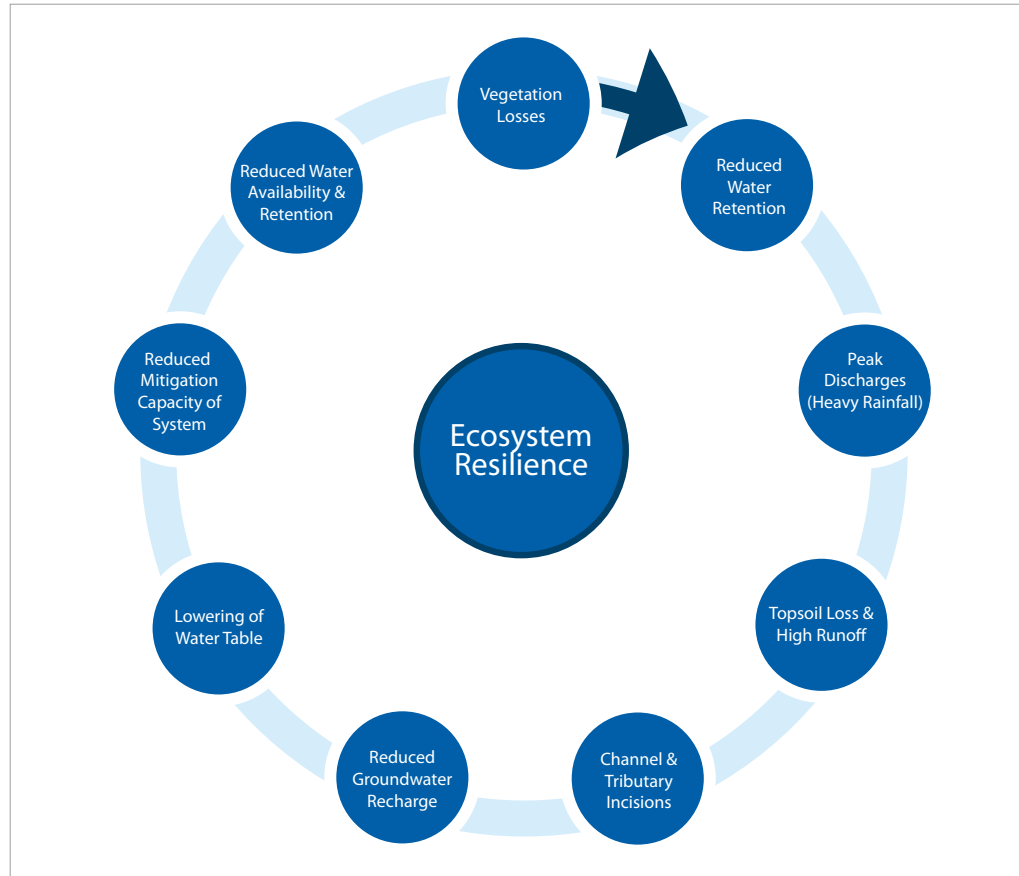 Vegetation
Losses
Reduced
Water
Retention
Peak
Discharges
(Heavy Rainfall)
Topsoil Loss &
High Runoff
Channel &
Tributary
Incisions
Reduced
Groundwater
Recharge
Lowering of
Water Table
Reduced
Mitigation
Capacity of
System
Reduced Water
Availability &
Retention
Ecosystem
Resilience